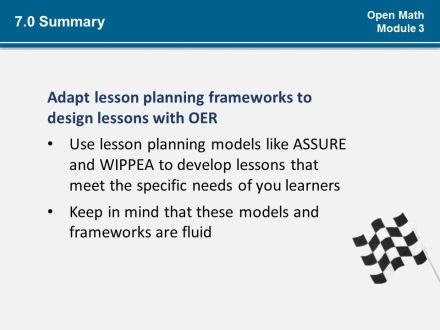 7.0 Summary
Open Math
Module 3
Adapt lesson planning frameworks to
design lessons with OER
• Use lesson planning models like ASSURE
and WIPPEA to develop lessons that
meet the specific needs of you learners
• Keep in mind that these models and
frameworks are fluid